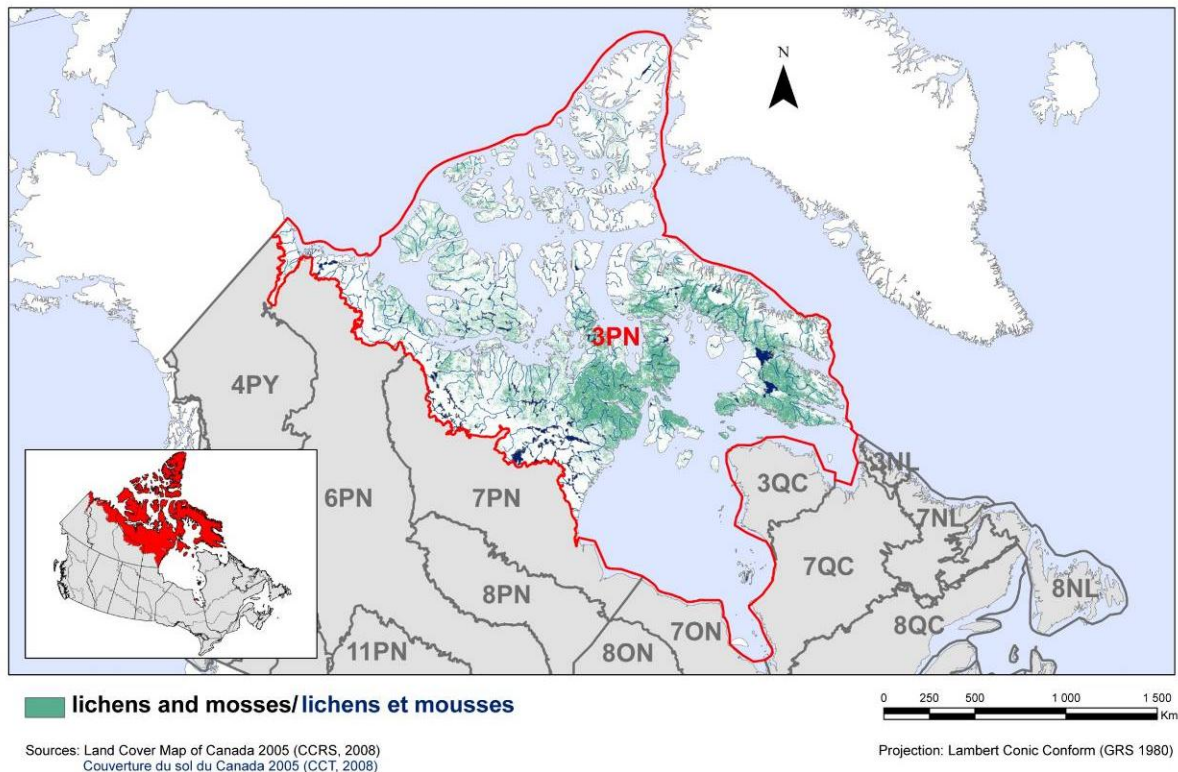 N
3PN
4PY
3NL
3QC
6PN
7PN
7NL
7QC
8PN
8NL
7ON
8QC
11PN
8ON
lichens and mosses/ lichens et mousses
0 250 500 1 000 1 500
Km
Sources: Land Cover Map of Canada 2005 (CCRS, 2008)
Couverture du sol du Canada 2005 (CCT, 2008)
Projection: Lambert Conic Conform (GRS 1980)